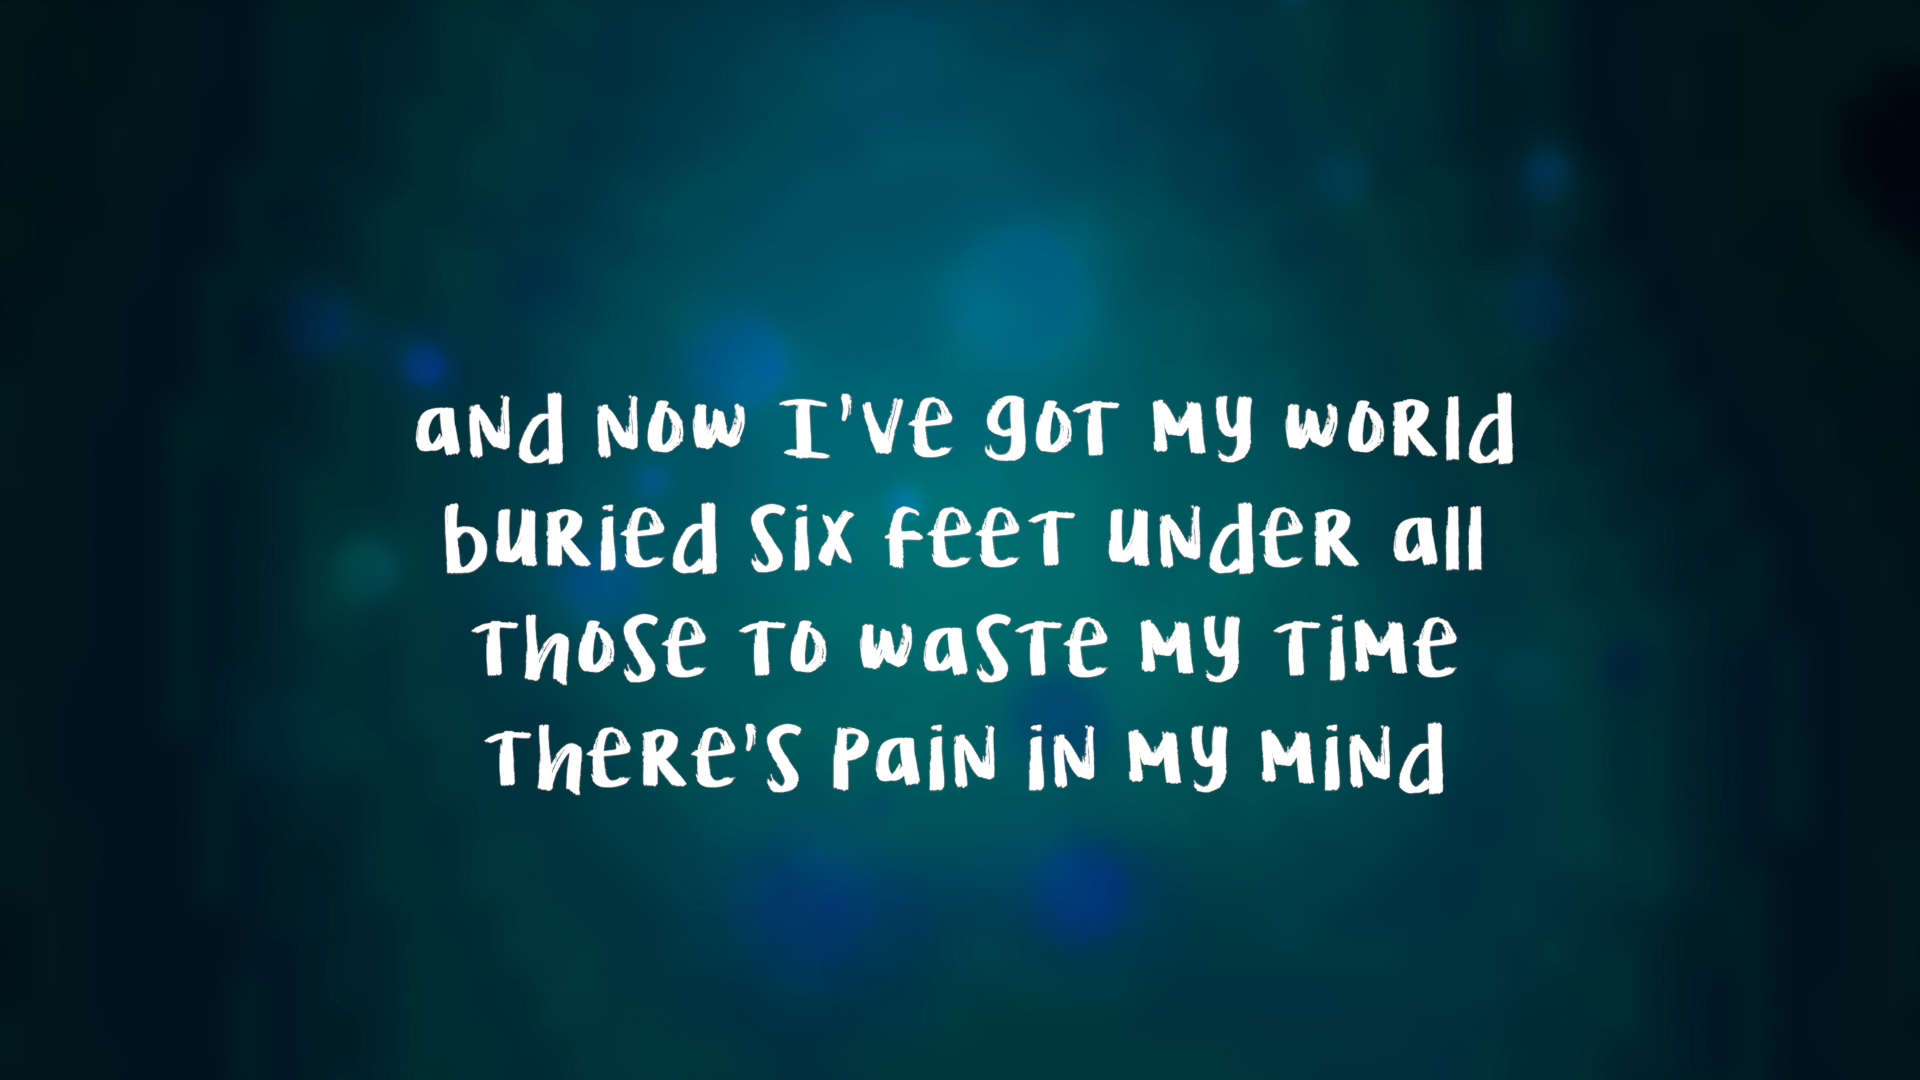 and now I've got my world
buried six feet under all
those to waste my time
there's pain in my mind